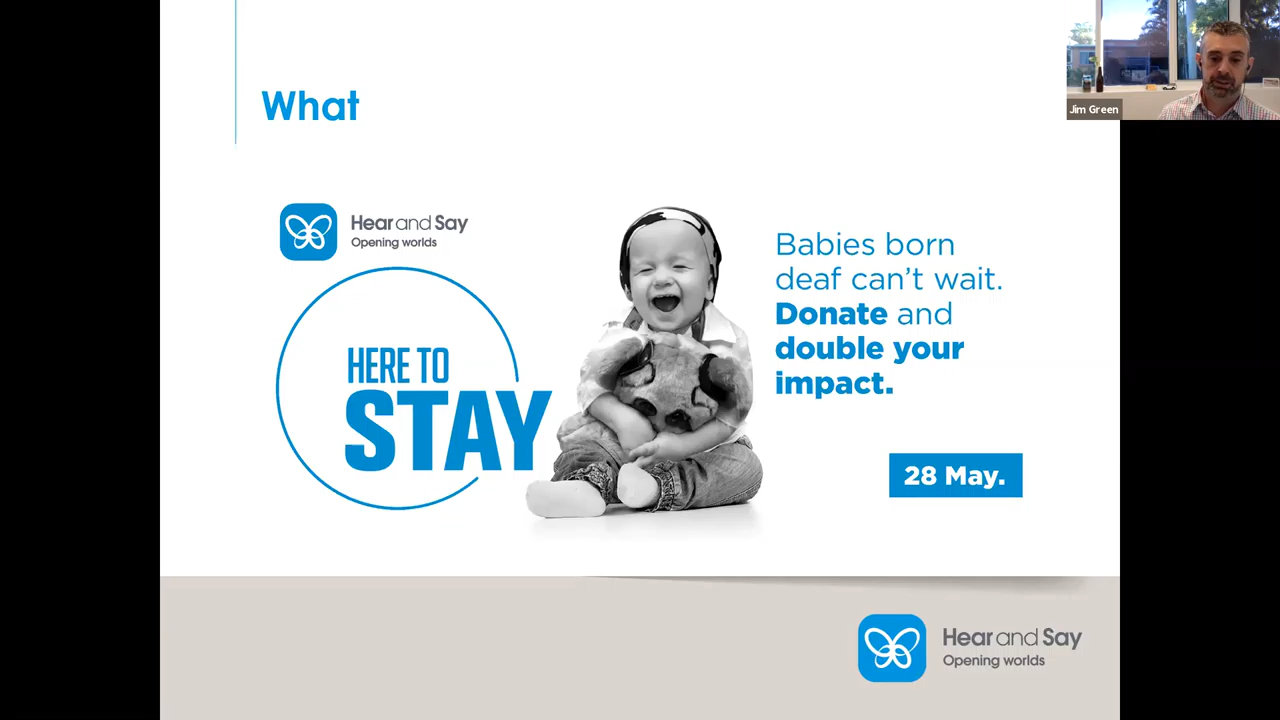 What
Jim Green
Hear and Say
Opening worlds
HERE TO
STAY
Babies born
deaf can’t wait.
Donate and
double your
impact.
28 May.
Hear and Say
Opening worlds